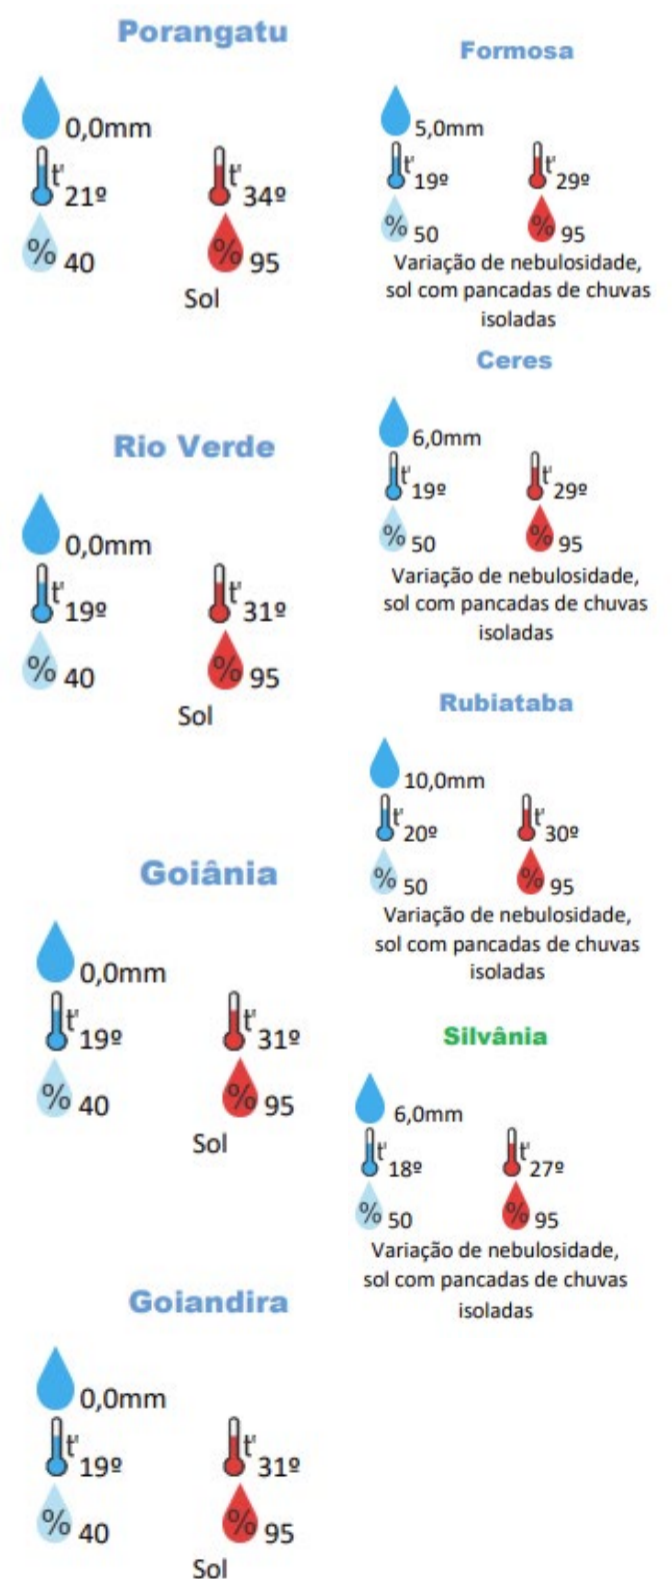 Porangatu
0,0mm
t'
21º
t'
34º
% 40
% 95
Sol
Rio Verde
0,0mm
t'
19º
t'
31º
% 40
% 95
Sol
Goiânia
0,0mm
t'
19º
t'
31º
% 40
% 95
Sol
Goiandira
0,0mm
t'
19º
t'
31º
% 40
% 95
Sol
Formosa
5,0mm
t'
19º
t'
29º
% 50
% 95
Variação de nebulosidade,
sol com pancadas de chuvas
isoladas
Ceres
6,0mm
t'
19º
t'
29º
% 50
% 95
Variação de nebulosidade,
sol com pancadas de chuvas
isoladas
Rubiataba
10,0mm
t'
20º
t'
30º
% 50
% 95
Variação de nebulosidade,
sol com pancadas de chuvas
isoladas
Silvânia
6,0mm
t'
18º
t'
27º
% 50
% 95
Variação de nebulosidade,
sol com pancadas de chuvas
isoladas